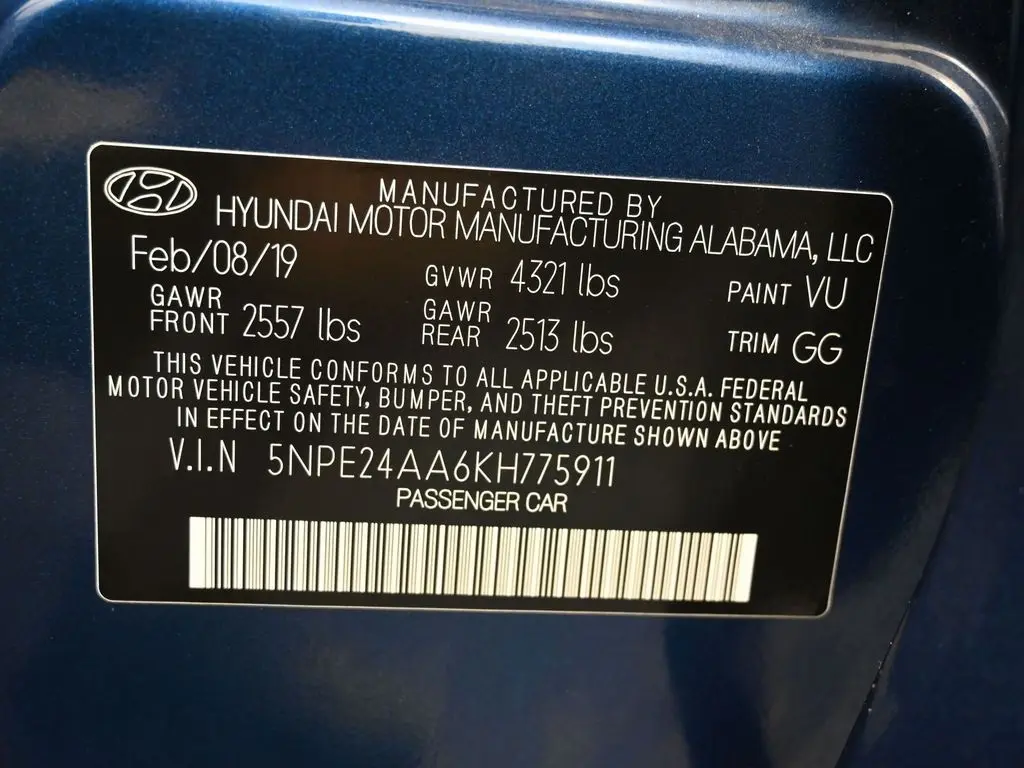 MANUFACTURED BY
HYUNDAI MOTOR MANUFACTURING ALABAMA, LLC
Feb/08/19 GVWR 4321 lbs PAINT VU
GAWR FRONT 2557 lbs GAWR REAR 2513 lbs TRIM GG
THIS VEHICLE CONFORMS TO ALL APPLICABLE U.S.A. FEDERAL
MOTOR VEHICLE SAFETY, BUMPER, AND THEFT PREVENTION STANDARDS
IN EFFECT ON THE DATE OF MANUFACTURE SHOWN ABOVE
V.I.N 5NPE24AA6KH775911
PASSENGER CAR